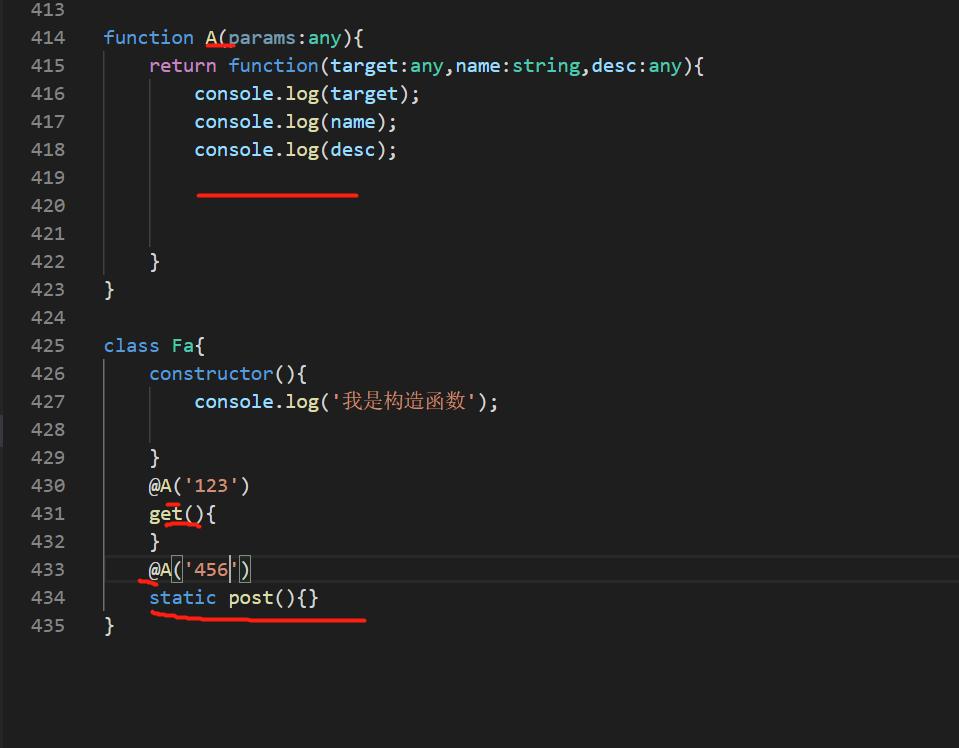 413
414 function A(params:any){
415     return function(target:any,name:string,desc:any){
416         console.log(target);
417         console.log(name);
418         console.log(desc);
419
420
421
422     }
423 }
424
425 class Fa{
426     constructor(){
427         console.log('我是构造函数');
428
429     }
430     @A('123')
431     get(){
432     }
433     @A('456')
434     static post(){}
435 }